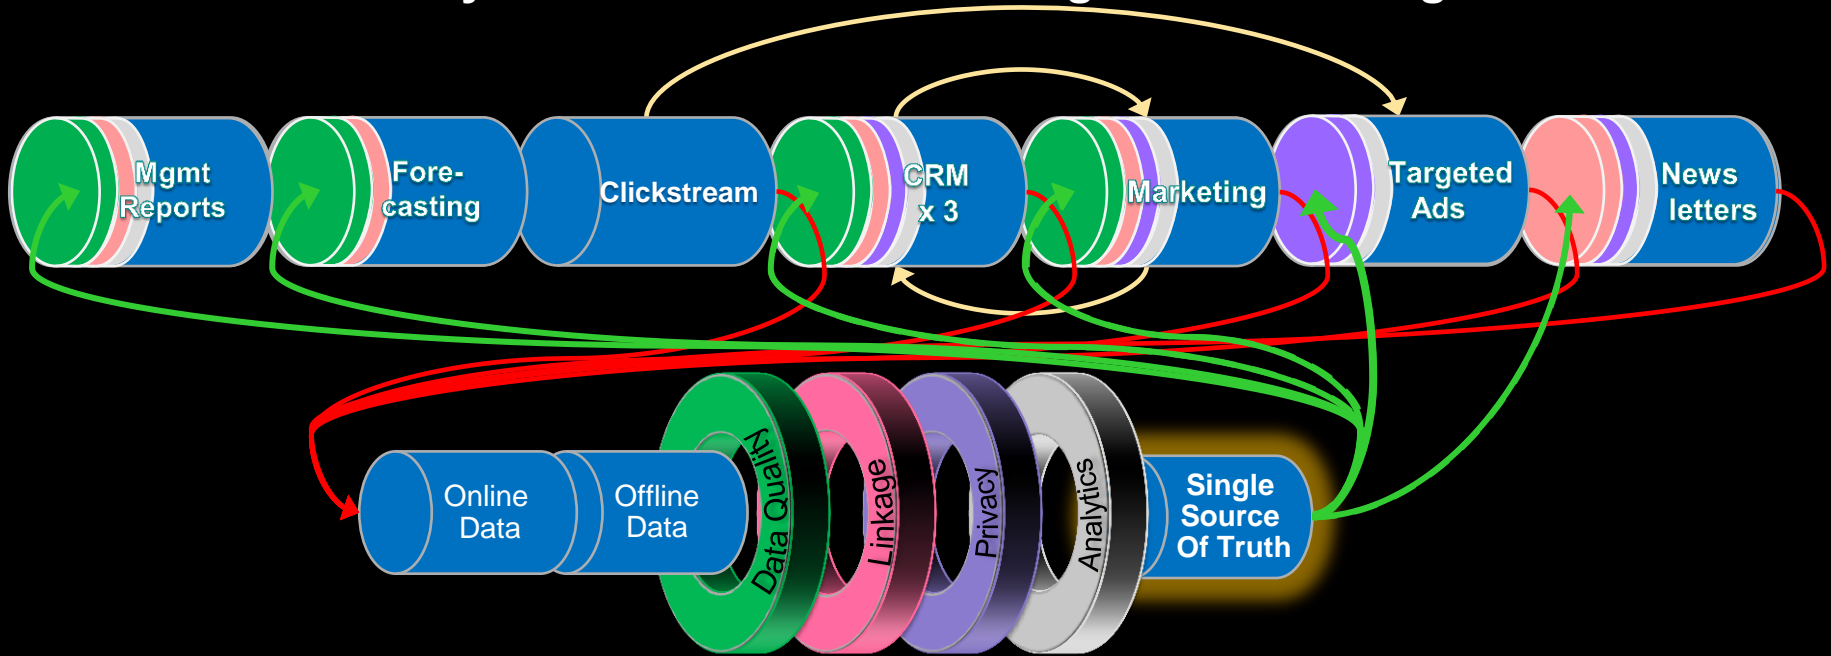 Mgmt
Reports
Fore-
casting
Clickstream
CRM
x 3
Marketing
Targeted
Ads
News
letters
Online
Data
Offline
Data
Data Quality
Linkage
Privacy
Analytics
Single
Source
Of Truth